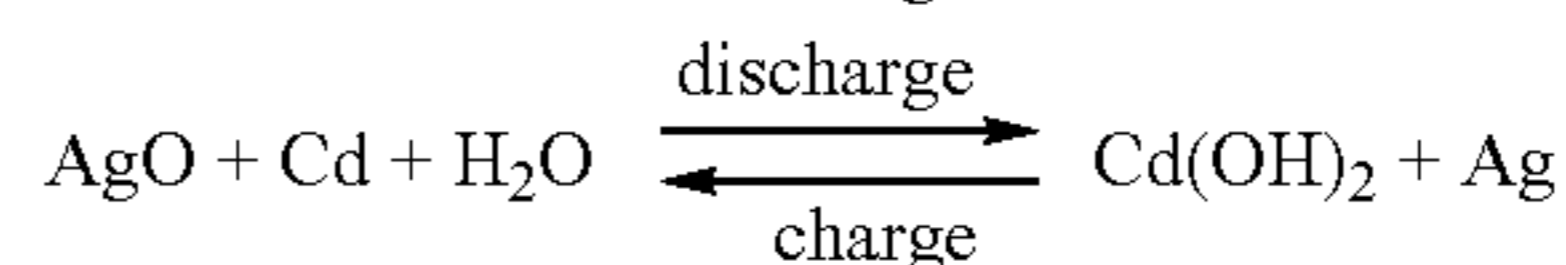 discharge
AgO + Cd + H₂O ⇌ Cd(OH)₂ + Ag
charge